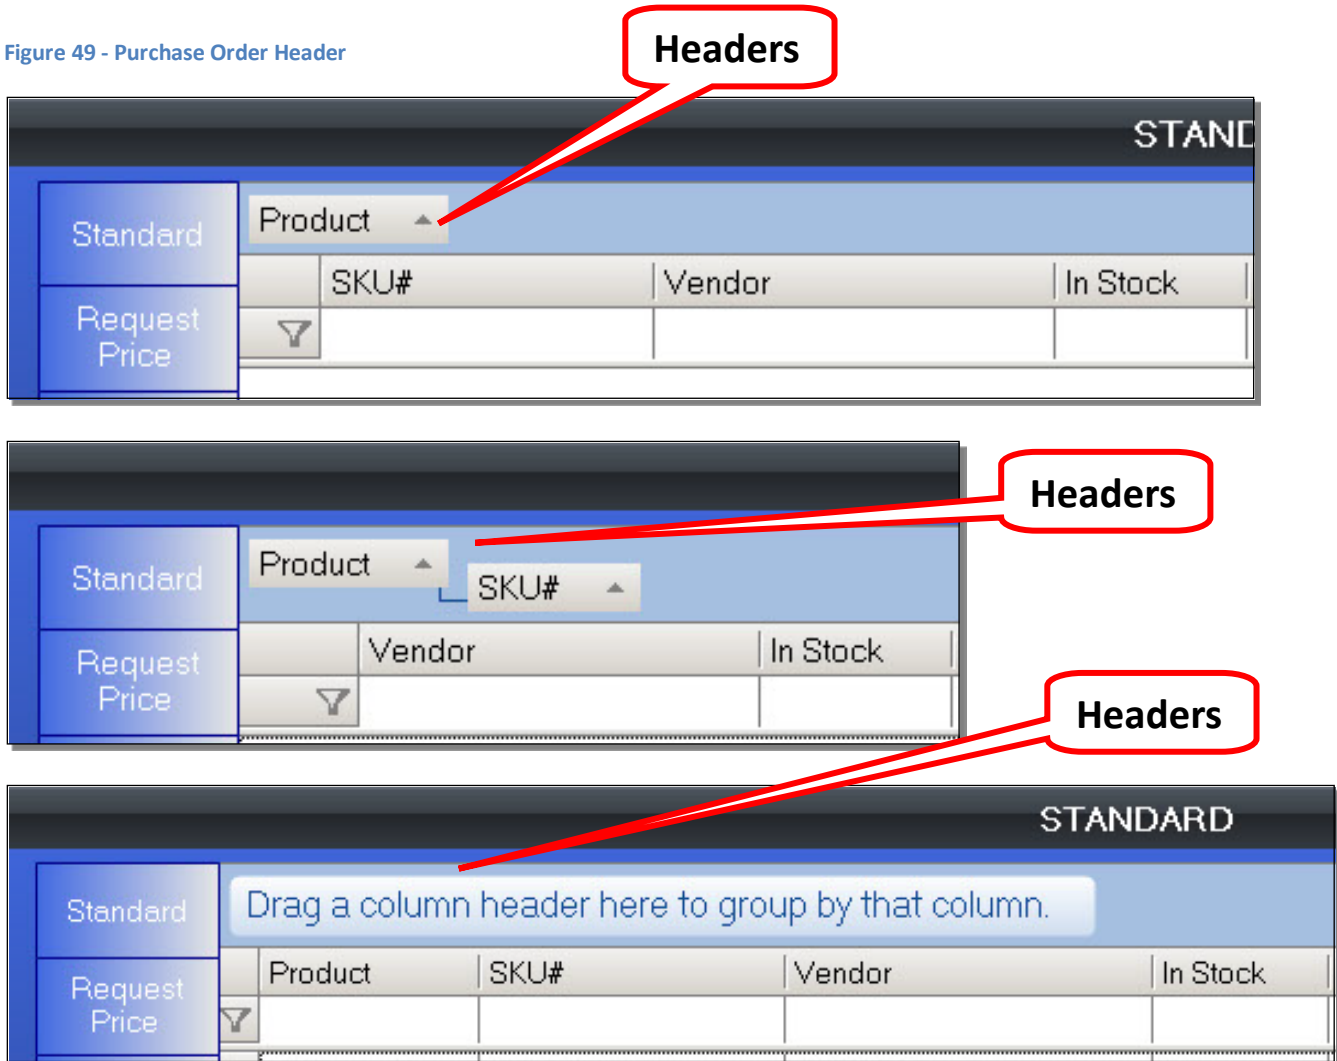 Headers
Figure 49 - Purchase Order Header
STAND
Standard
Product
SKU# Vendor In Stock
Request
Price
Headers
Standard
Product
SKU#
Vendor In Stock
Request
Price
Headers
STANDARD
Standard
Drag a column header here to group by that column.
Product SKU# Vendor In Stock
Request
Price